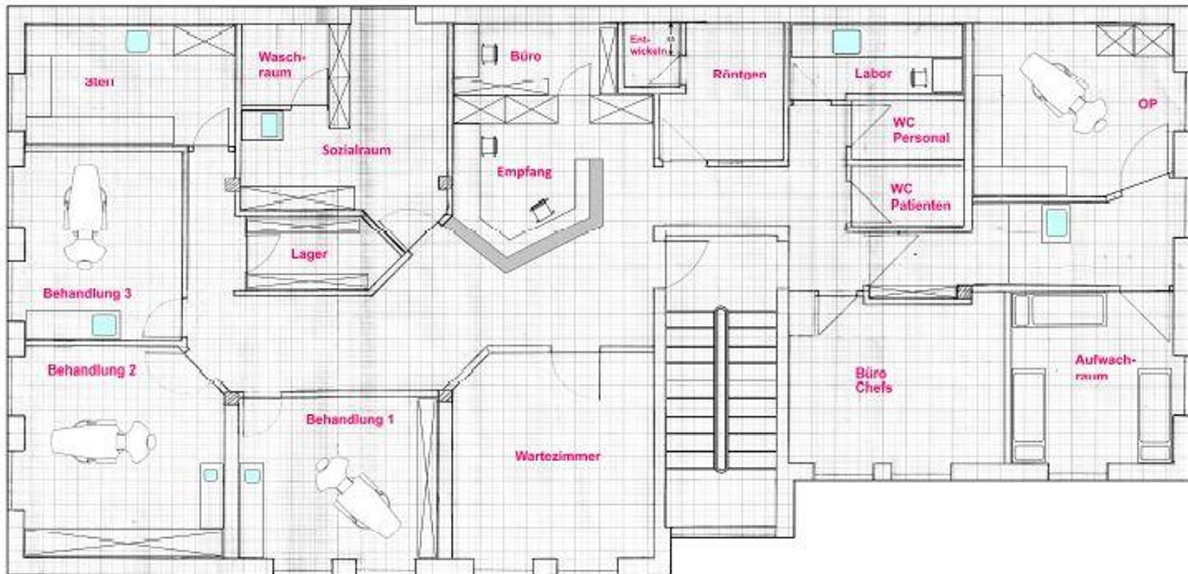 Ent-
wickeln
Büro
Wasch-
raum
Röntgen
Labor
Steri
OP
WC
Personal
Sozialraum
Empfang
WC
Patienten
Lager
Behandlung 3
Behandlung 2
Aufwach-
raum
Büro
Chefs
Behandlung 1
Wartezimmer